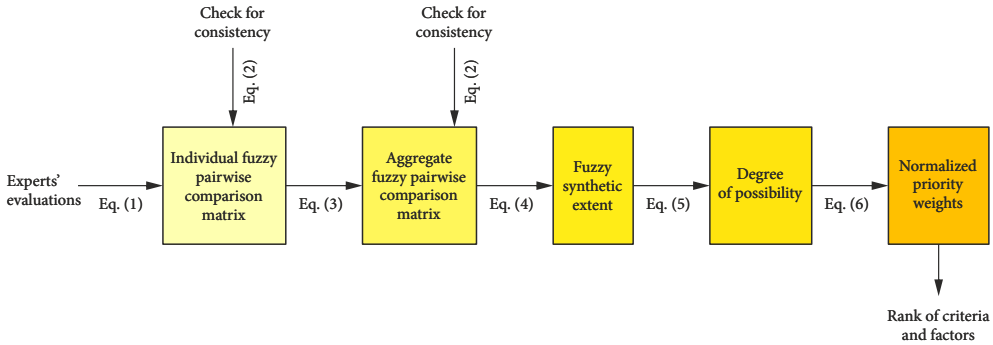 Check for
consistency
Eq. (2)
Check for
consistency
Eq. (2)
Experts’
evaluations
Eq. (1)
Individual fuzzy
pairwise
comparison
matrix
Eq. (3)
Aggregate
fuzzy pairwise
comparison
matrix
Eq. (4)
Fuzzy
synthetic
extent
Eq. (5)
Degree
of possibility
Eq. (6)
Normalized
priority
weights
Rank of criteria
and factors